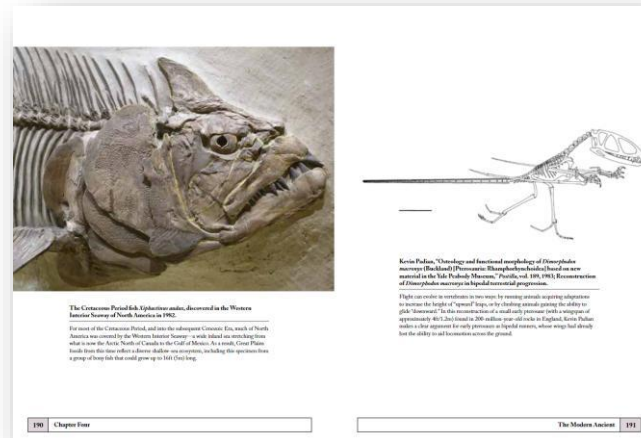 The Cretaceous Period fish Xiphactinus audax, discovered in the Western
Interior Seaway of North America in 1982.
For most of the Cretaceous Period, and into the subsequent Cenozoic Era, much of North
America was covered by the Western Interior Seaway—a wide inland sea stretching from
what is now the Arctic North of Canada to the Gulf of Mexico. As a result, Great Plains
fossils from this time reflect a diverse shallow-sea ecosystem, including this specimen from
a group of bony fish that could grow up to 16ft (5m) long.
190 Chapter Four
Kevin Padian, "Osteology and functional morphology of Dimorphodon
macronyx (Buckland) [Pterosauria: Rhamphorhynchoidea] based on new
material in the Yale Peabody Museum," Postilla, vol. 189, 1983; Reconstruction
of Dimorphodon macronyx in bipedal terrestrial progression.
Flight can evolve in vertebrates in two ways: by running animals acquiring adaptations
to increase the height of "upward" leaps, or by climbing animals gaining the ability to
glide "downward." In this reconstruction of a small early pterosaur (with a wingspan of
approximately 4ft/1.2m) found in 200-million-year-old rocks in England, Kevin Padian
makes a clear argument for early pterosaurs as bipedal runners, whose wings had already
lost the ability to aid locomotion across the ground.
The Modern Ancient 191